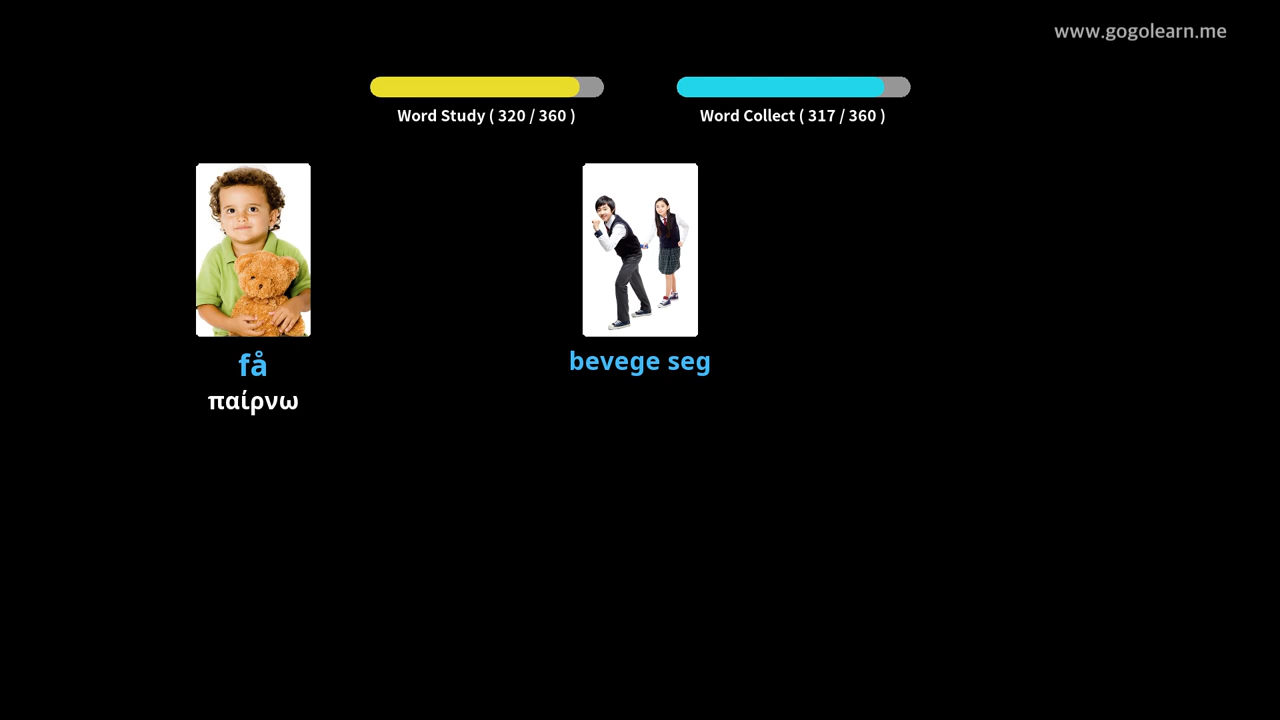 www.gogolearn.me
Word Study ( 320 / 360 )
Word Collect ( 317 / 360 )
få
παίρνω
bevege seg